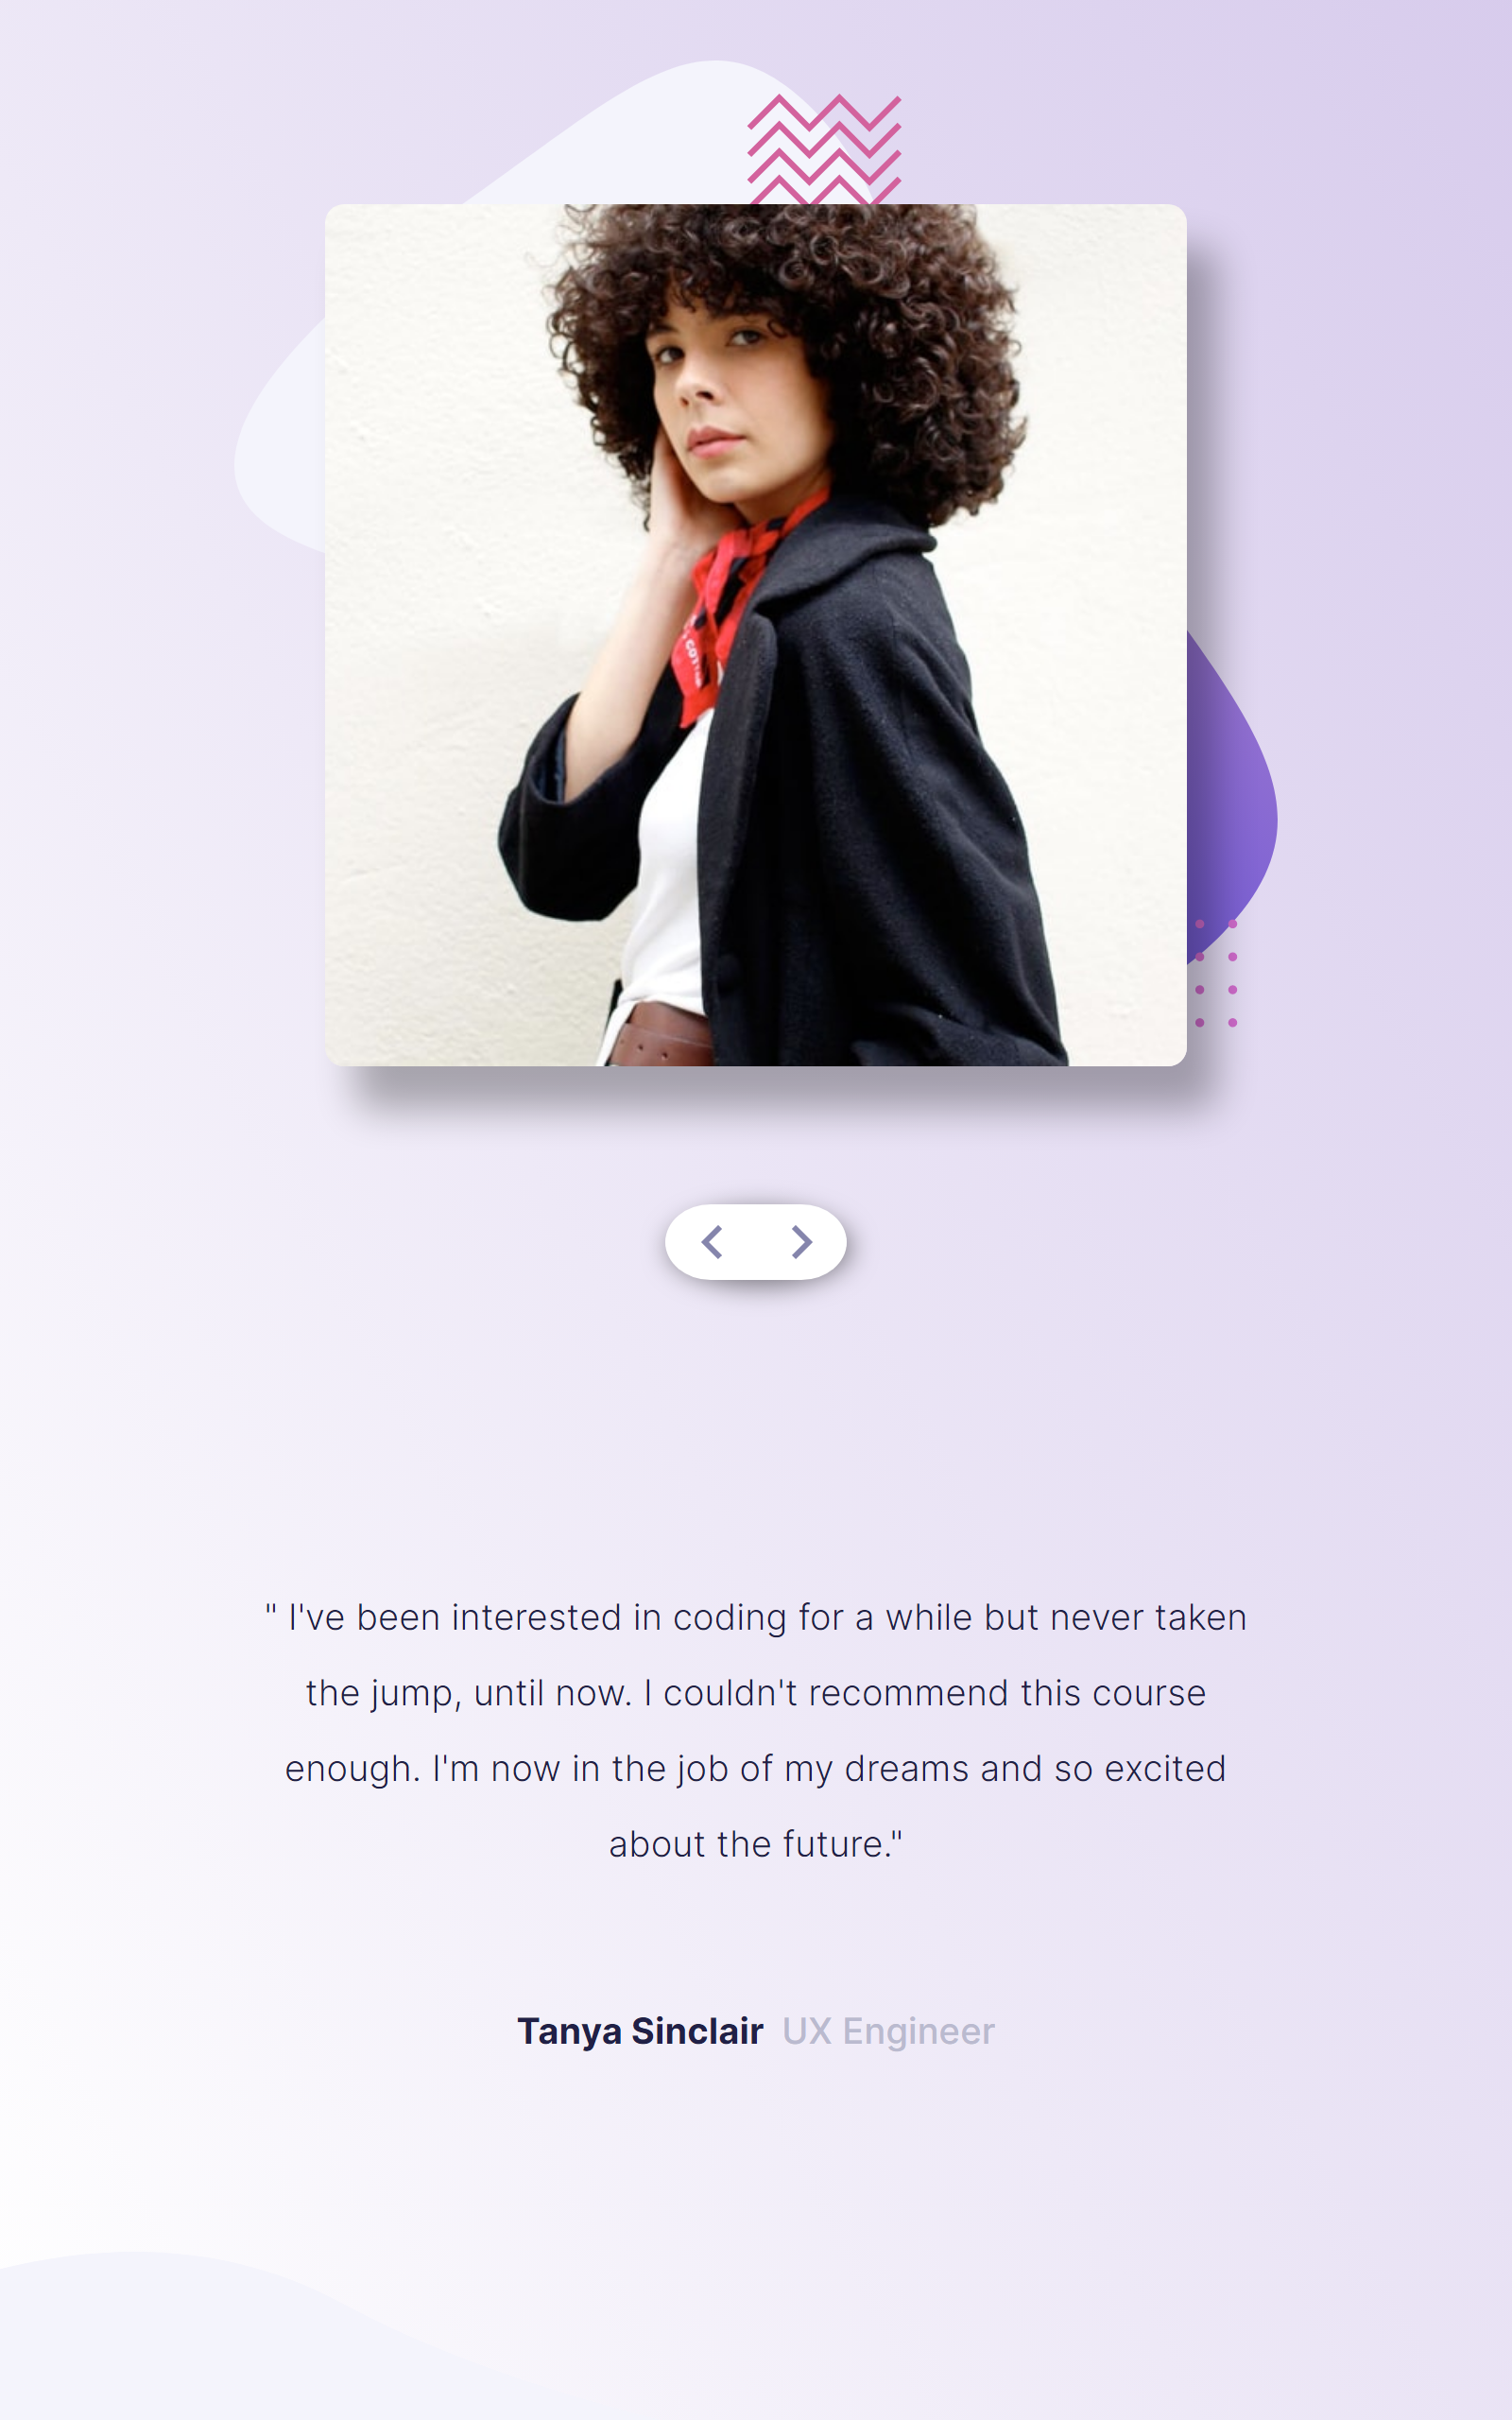 " I've been interested in coding for a while but never taken
the jump, until now. I couldn't recommend this course
enough. I'm now in the job of my dreams and so excited
about the future."
Tanya Sinclair UX Engineer